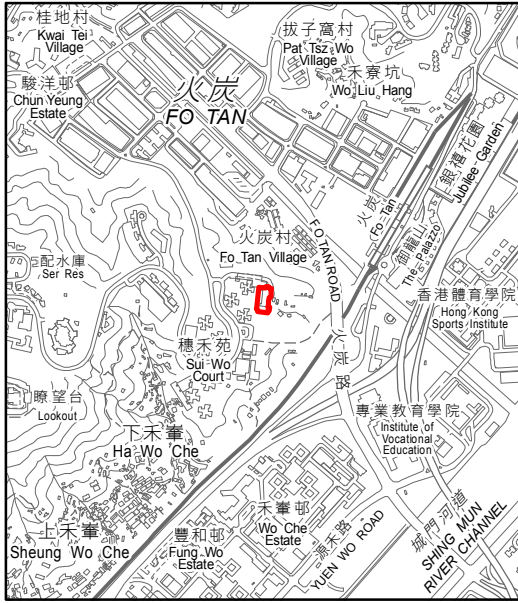 桂地村
Kwai Tei
Village
拔子窩村
Pat Tsz Wo
Village
禾寮坑
Wo Liu Hang
駿洋邨
Chun Yeung
Estate
火炭
FO TAN
銀禧花園
Jubilee Garden
火炭
Fo Tan
御龍山
The Palazzo
火炭村
Fo Tan Village
FO TAN ROAD
火炭路
配水庫
Ser Res
香港體育學院
Hong Kong
Sports Institute
穗禾苑
Sui Wo
Court
瞭望台
Lookout
專業教育學院
Institute of
Vocational
Education
下禾輋
Ha Wo Che
上禾輋
Sheung Wo Che
禾輋邨
Wo Che
Estate
豐和邨
Fung Wo
Estate
源禾路
YUEN WO ROAD
城門河道
SHING MUN
RIVER CHANNEL